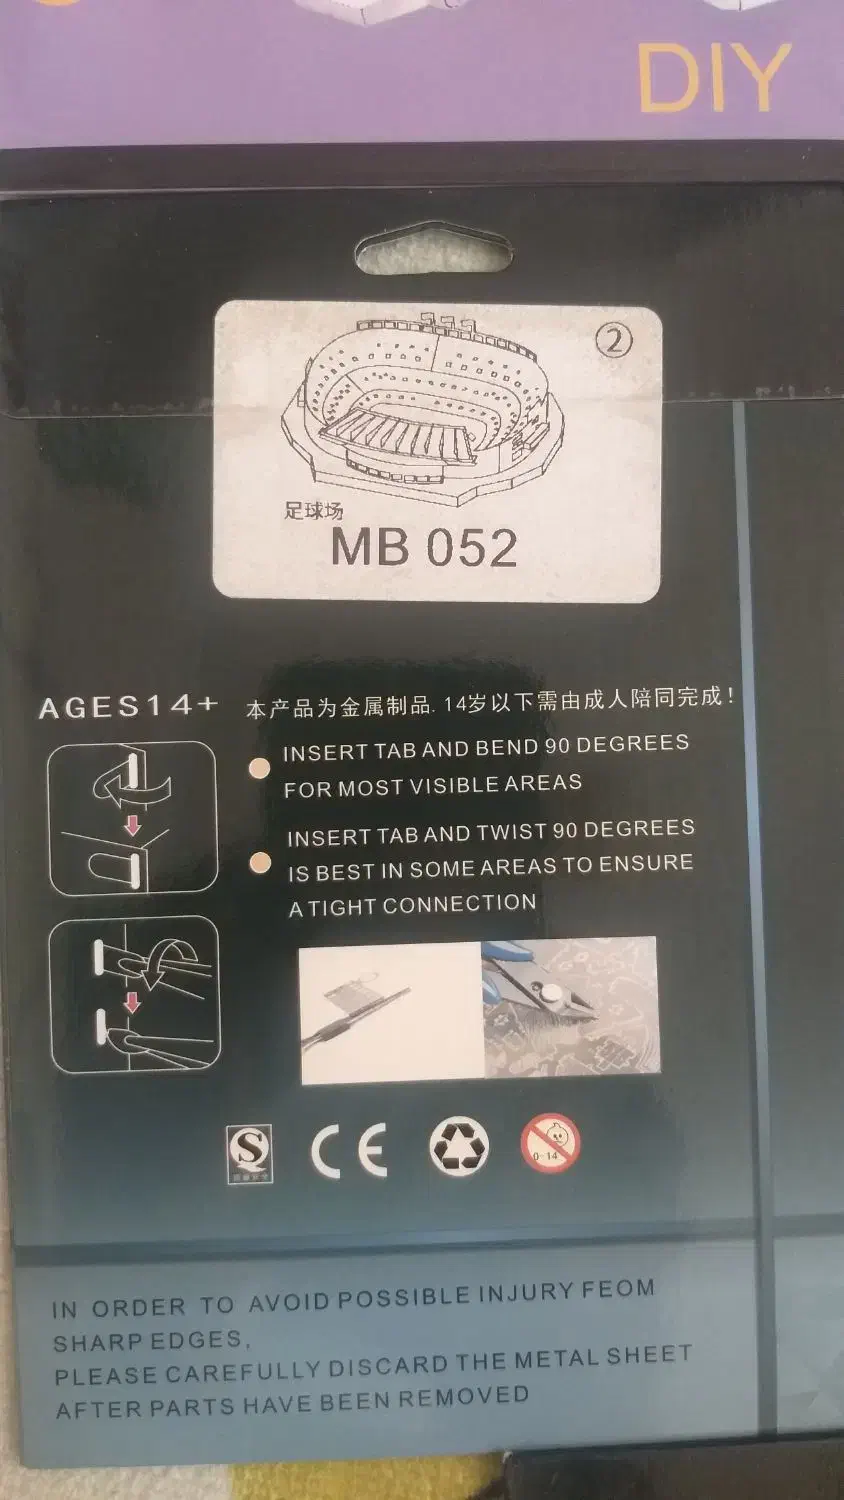 DIY
②
足球场
MB 052
AGES14+ 本产品为金属制品. 14岁以下需由成人陪同完成!
INSERT TAB AND BEND 90 DEGREES
FOR MOST VISIBLE AREAS
INSERT TAB AND TWIST 90 DEGREES
IS BEST IN SOME AREAS TO ENSURE
A TIGHT CONNECTION
S CE 0-14
IN ORDER TO AVOID POSSIBLE INJURY FEOM
SHARP EDGES,
PLEASE CAREFULLY DISCARD THE METAL SHEET
AFTER PARTS HAVE BEEN REMOVED